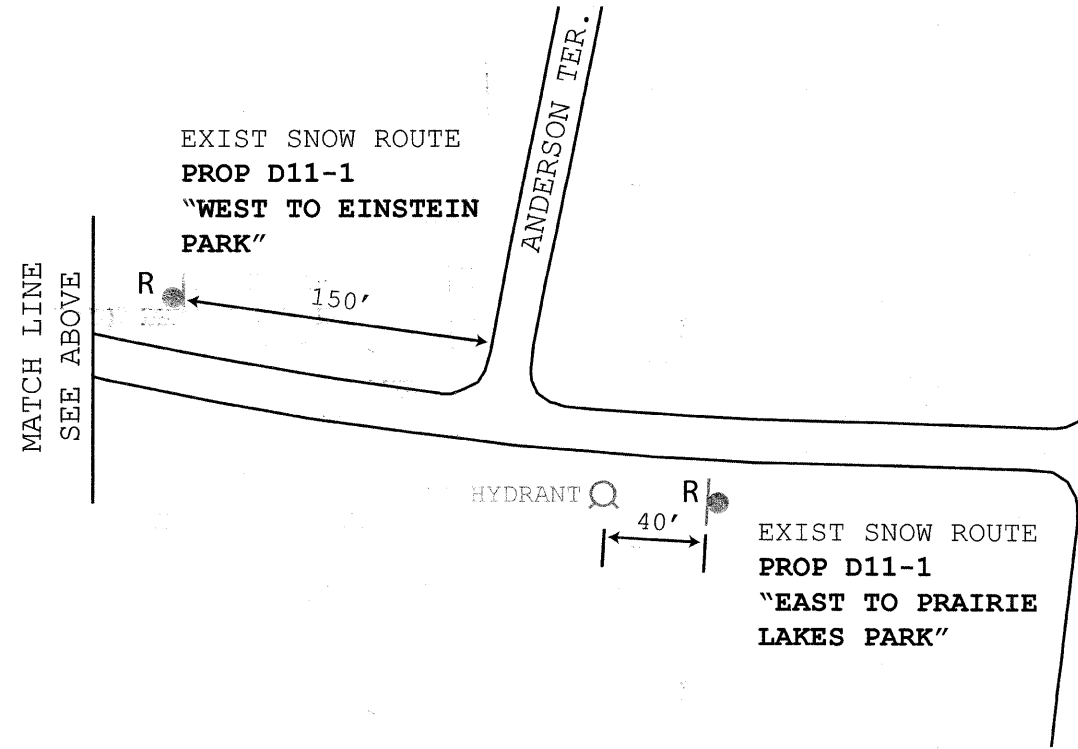 ANDERSON TER.
EXIST SNOW ROUTE
PROP D11-1
“WEST TO EINSTEIN
PARK”
R
150′
MATCH LINE
SEE ABOVE
HYDRANT
R
40′
EXIST SNOW ROUTE
PROP D11-1
“EAST TO PRAIRIE
LAKES PARK”